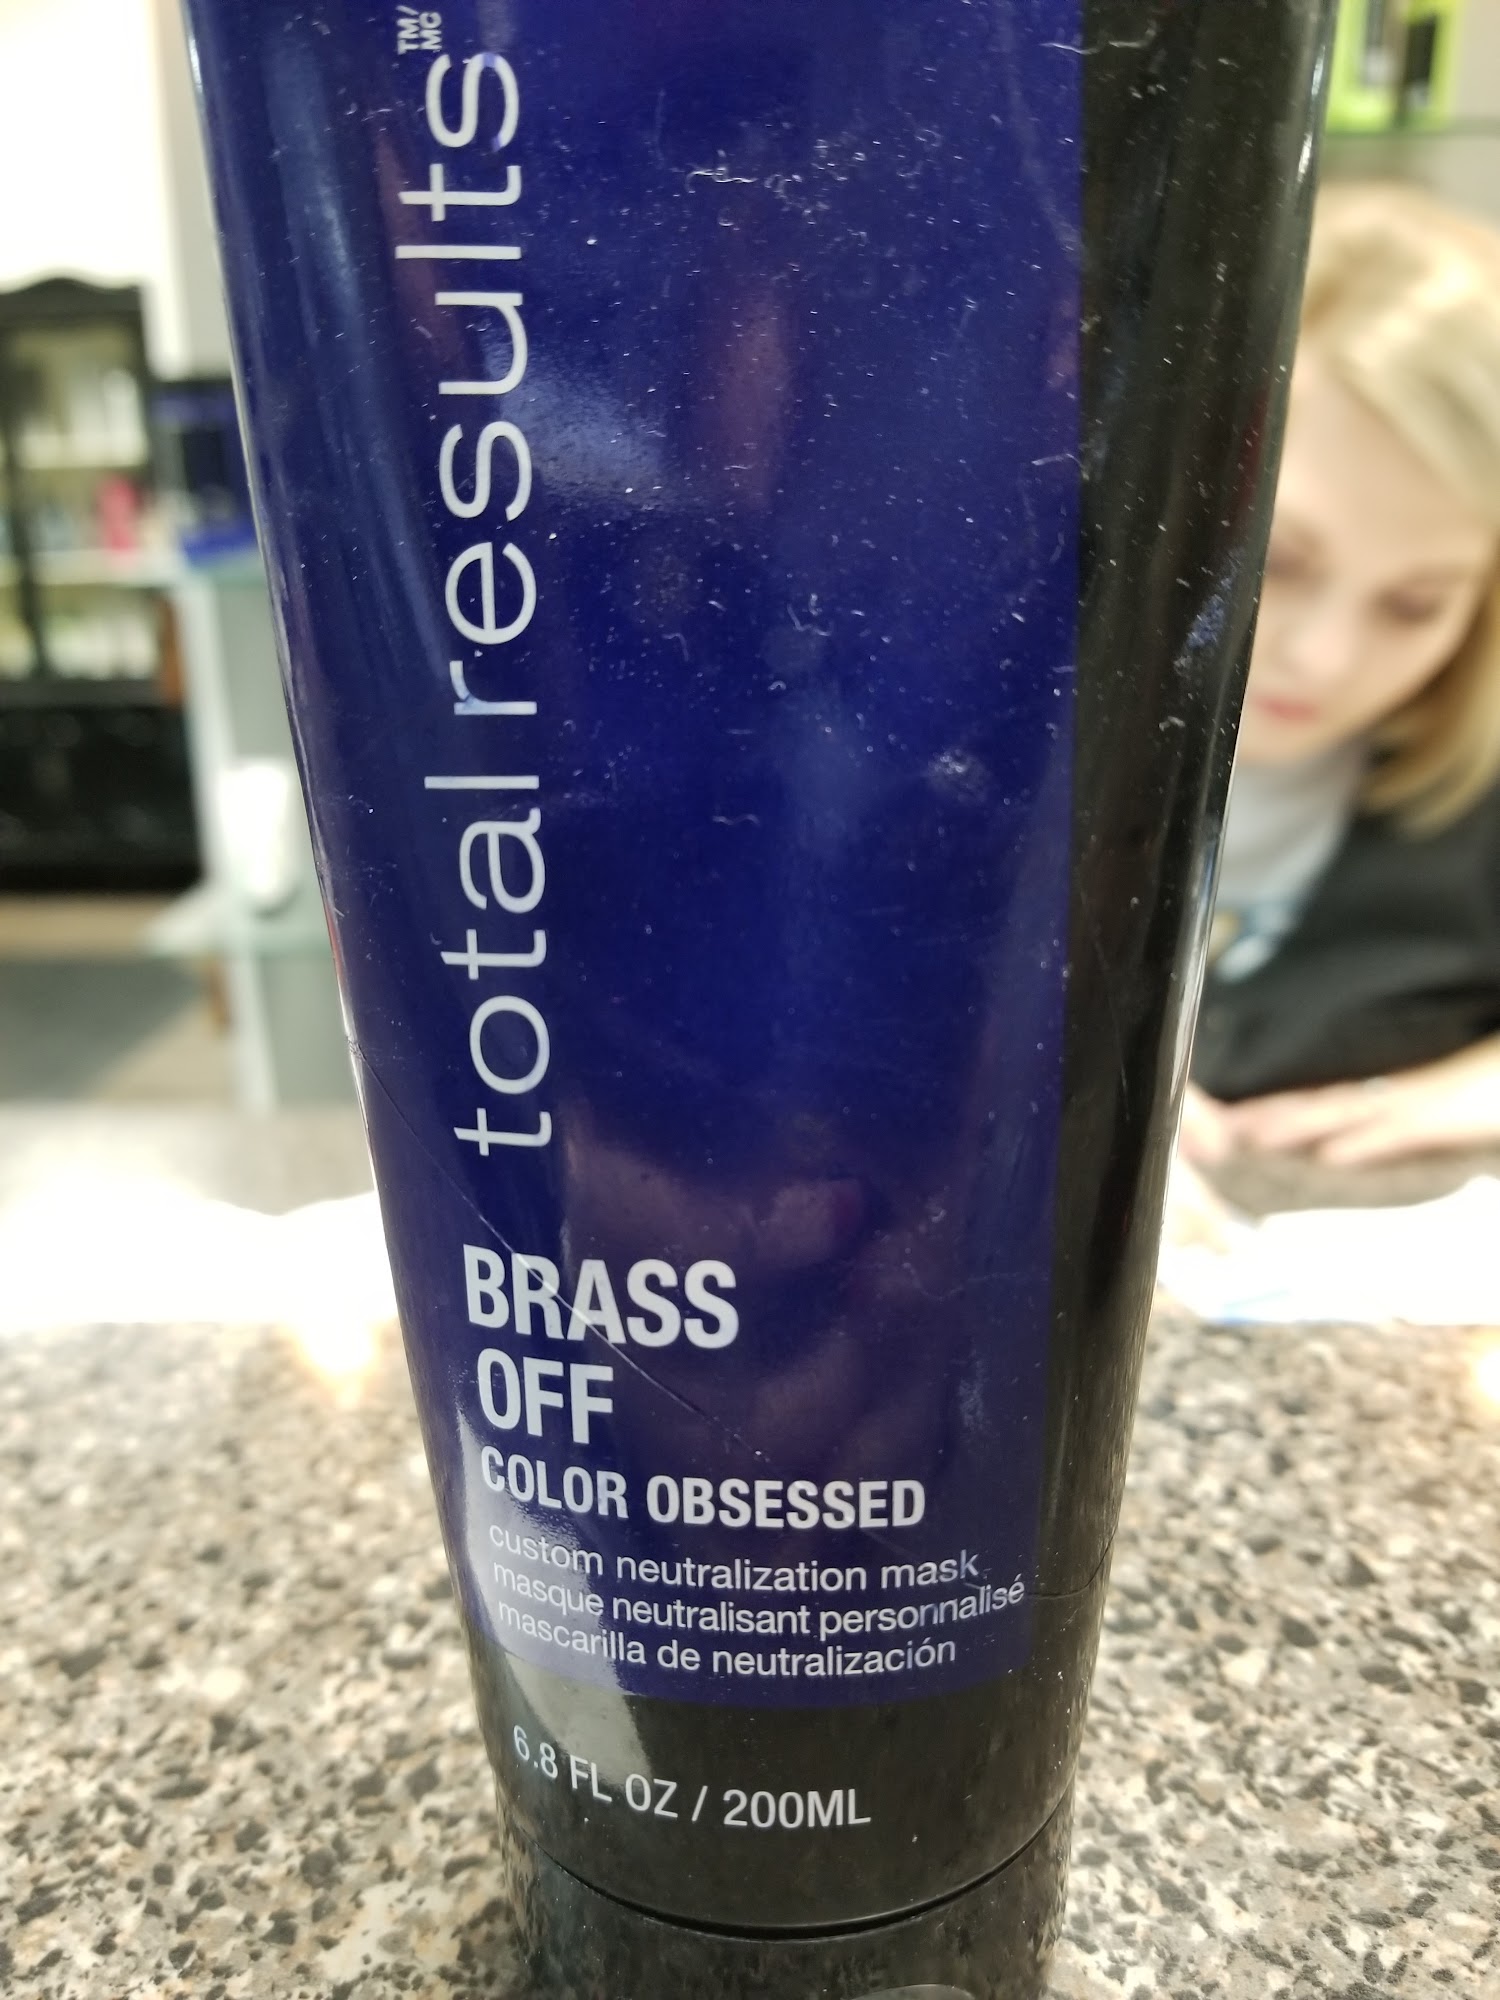 total results™/MC
BRASS
OFF
COLOR OBSESSED
custom neutralization mask
masque neutralisant personnalisé
mascarilla de neutralización
6.8 FL OZ / 200ML